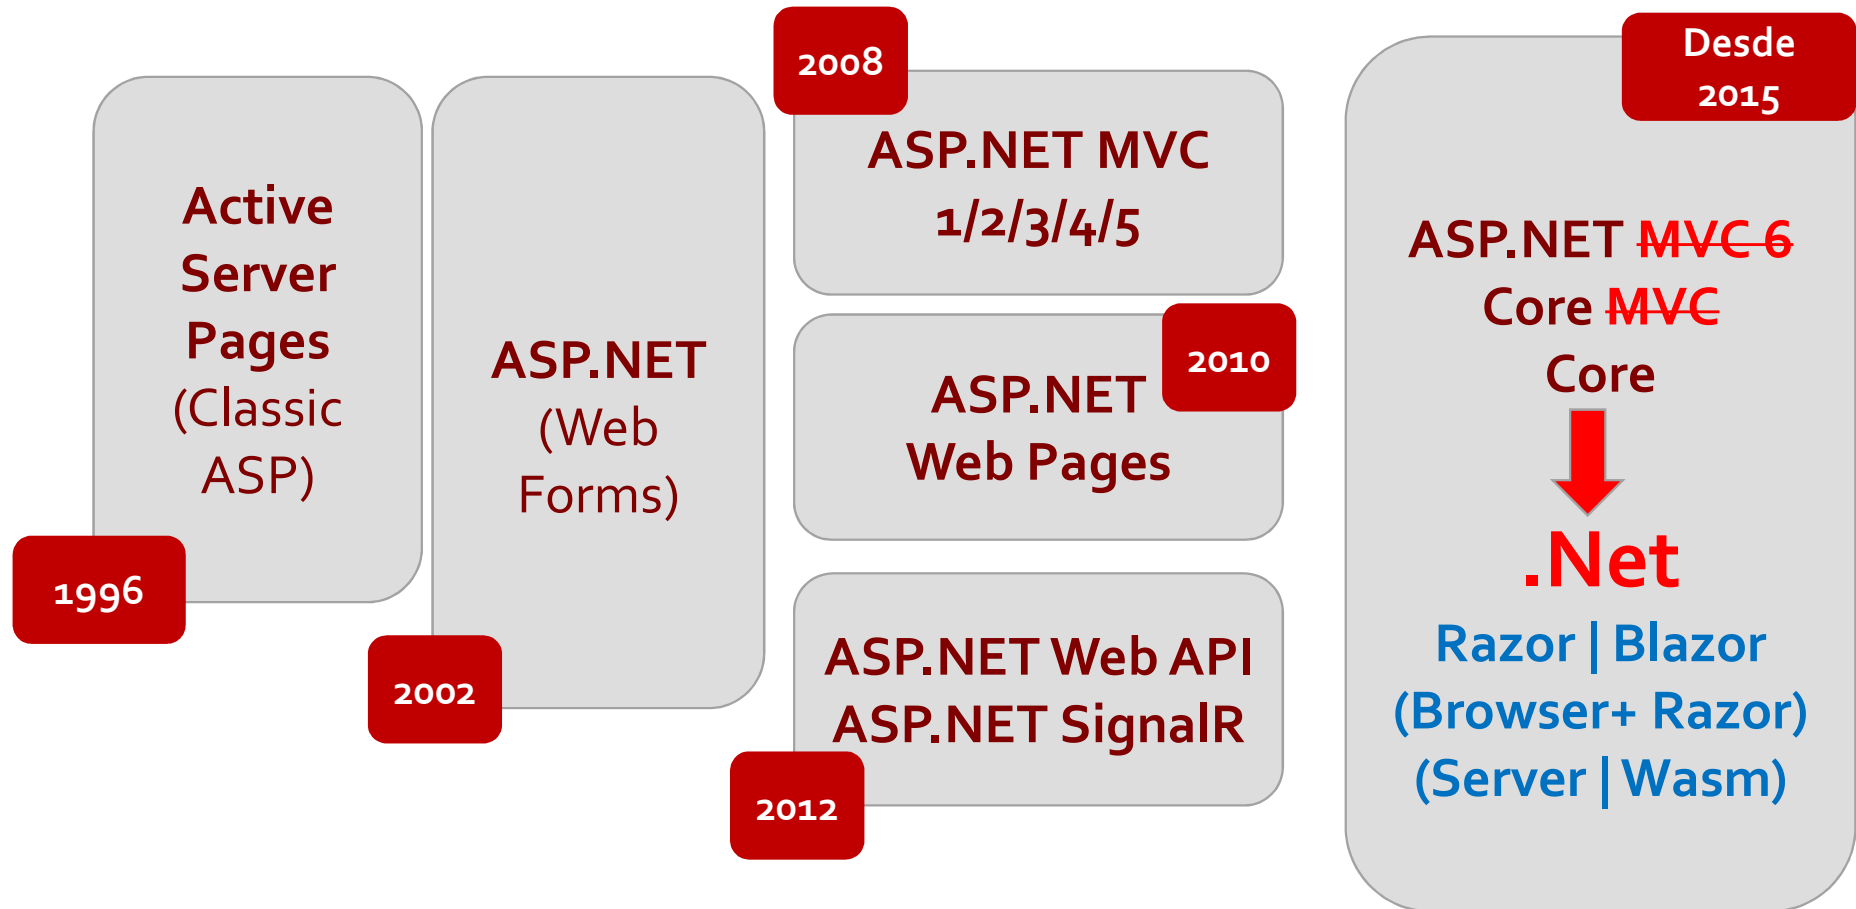 Active
Server
Pages
(Classic
ASP)
1996
ASP.NET
(Web
Forms)
2002
2008
ASP.NET MVC
1/2/3/4/5
2010
ASP.NET
Web Pages
ASP.NET Web API
ASP.NET SignalR
2012
Desde
2015
ASP.NET MVC 6
Core MVC
Core
.Net
Razor | Blazor
(Browser+ Razor)
(Server | Wasm)